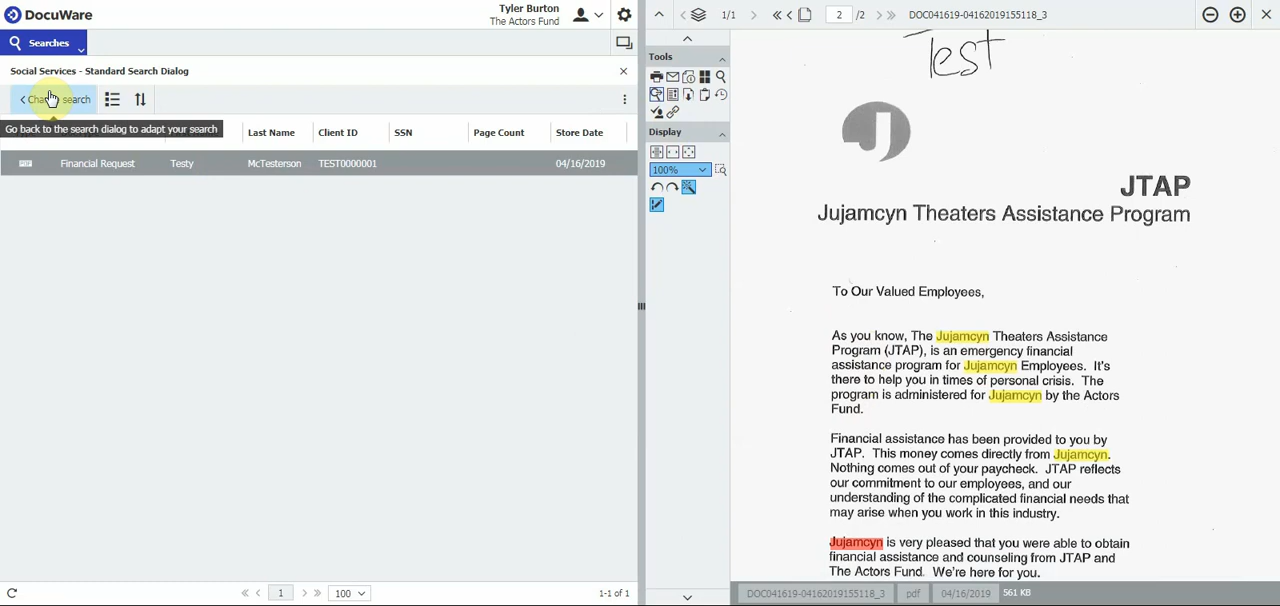 DocuWare
Tyler Burton
The Actors Fund
Searches
Social Services - Standard Search Dialog
search
Go back to the search dialog to adapt your search
Last Name
Client ID
SSN
Page Count
Store Date
Financial Request
Testy
McTesterson
TEST0000001
04/16/2019
1
100
1-1 of 1
1/1
2
/2
DOC041619-04162019155118_3
Tools
Display
100%
Test
J
JTAP
Jujamcyn Theaters Assistance Program
To Our Valued Employees,
As you know, The Jujamcyn Theaters Assistance
Program (JTAP), is an emergency financial
assistance program for Jujamcyn Employees. It's
there to help you in times of personal crisis. The
program is administered for Jujamcyn by the Actors
Fund.
Financial assistance has been provided to you by
JTAP. This money comes directly from Jujamcyn.
Nothing comes out of your paycheck. JTAP reflects
our commitment to our employees, and our
understanding of the complicated financial needs that
may arise when you work in this industry.
Jujamcyn is very pleased that you were able to obtain
financial assistance and counseling from JTAP and
The Actors Fund. We're here for you.
DOC041619-04162019155118_3
pdf
04/16/2019
561 KB